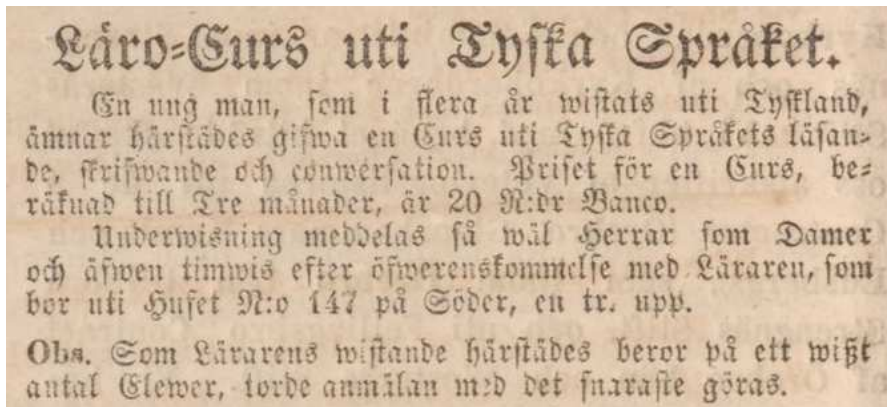 Läro-Curs uti Tyska Språket.
En ung man, som i flera år wistats uti Tyskland,
ämnar härstädes gifwa en Curs uti Tyska Språkets läsan-
de, skrifwande och conwersation. Priset för en Curs, be-
räknad till Tre månader, är 20 R:dr Banco.
Underwisning meddelas så wäl Herrar som Damer
och äfwen timwis efter öfwerenskommelse med Läraren, som
bor uti Huset N:o 147 på Söder, en tr. upp.
Obs. Som Lärarens wistande härstädes beror på ett wißt
antal Elewer, torde anmälan med det snaraste göras.